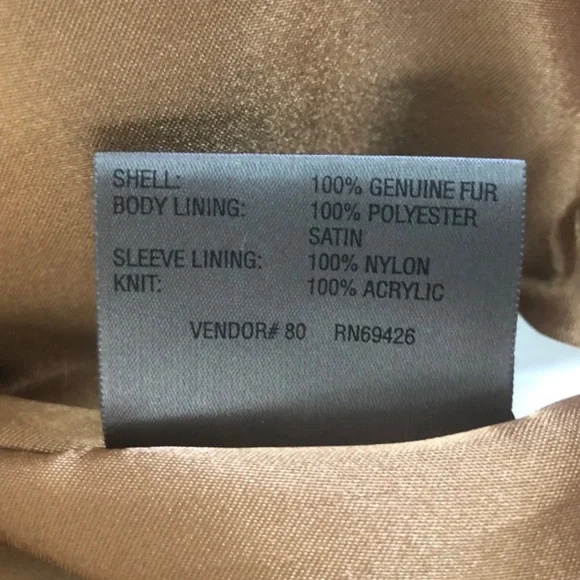 SHELL: 100% GENUINE FUR
BODY LINING: 100% POLYESTER
SATIN
SLEEVE LINING: 100% NYLON
KNIT: 100% ACRYLIC
VENDOR# 80 RN69426